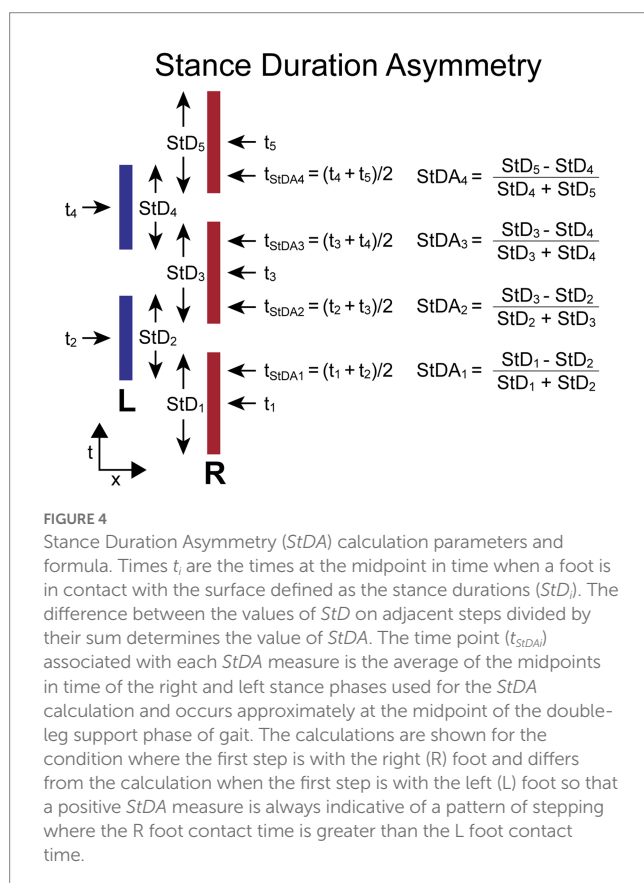 Stance Duration Asymmetry
StD₅
t₅
t_StDA4 = (t₄ + t₅)/2 StDA₄ = StD₅ - StD₄ / StD₄ + StD₅
t₄
StD₄
t_StDA3 = (t₃ + t₄)/2 StDA₃ = StD₃ - StD₄ / StD₃ + StD₄
StD₃
t₃
t_StDA2 = (t₂ + t₃)/2 StDA₂ = StD₃ - StD₂ / StD₂ + StD₃
t₂
StD₂
t_StDA1 = (t₁ + t₂)/2 StDA₁ = StD₁ - StD₂ / StD₁ + StD₂
L
StD₁
t₁
t
x
R
FIGURE 4
Stance Duration Asymmetry (StDA) calculation parameters and
formula. Times tᵢ are the times at the midpoint in time when a foot is
in contact with the surface defined as the stance durations (StDᵢ). The
difference between the values of StD on adjacent steps divided by
their sum determines the value of StDA. The time point (t_StDAi)
associated with each StDA measure is the average of the midpoints
in time of the right and left stance phases used for the StDA
calculation and occurs approximately at the midpoint of the double-
leg support phase of gait. The calculations are shown for the
condition where the first step is with the right (R) foot and differs
from the calculation when the first step is with the left (L) foot so that
a positive StDA measure is always indicative of a pattern of stepping
where the R foot contact time is greater than the L foot contact
time.